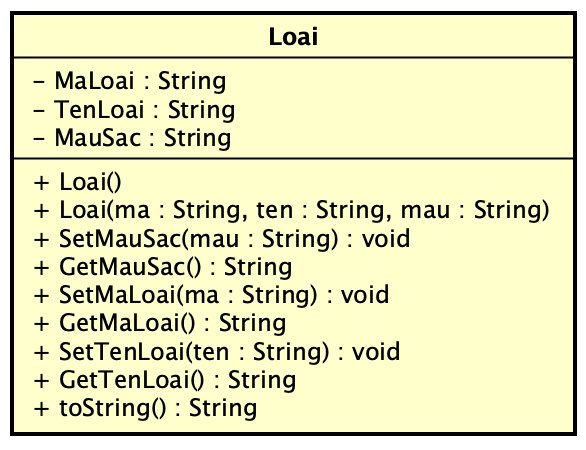 Loai
- MaLoai : String
- TenLoai : String
- MauSac : String
+ Loai()
+ Loai(ma : String, ten : String, mau : String)
+ SetMauSac(mau : String) : void
+ GetMauSac() : String
+ SetMaLoai(ma : String) : void
+ GetMaLoai() : String
+ SetTenLoai(ten : String) : void
+ GetTenLoai() : String
+ toString() : String